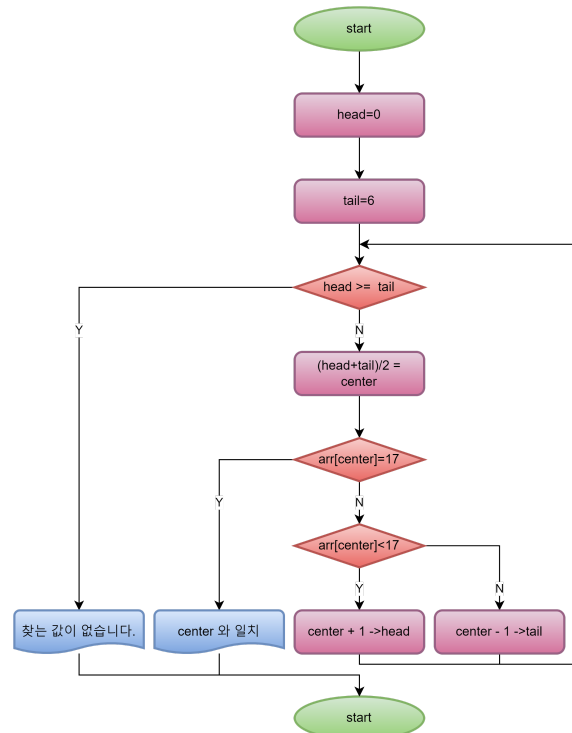 start
head=0
tail=6
head >=  tail
Y
N
(head+tail)/2 =
center
arr[center]=17
Y
N
arr[center]<17
Y
N
찾는 값이 없습니다.
center 와 일치
center + 1 ->head
center - 1 ->tail
start